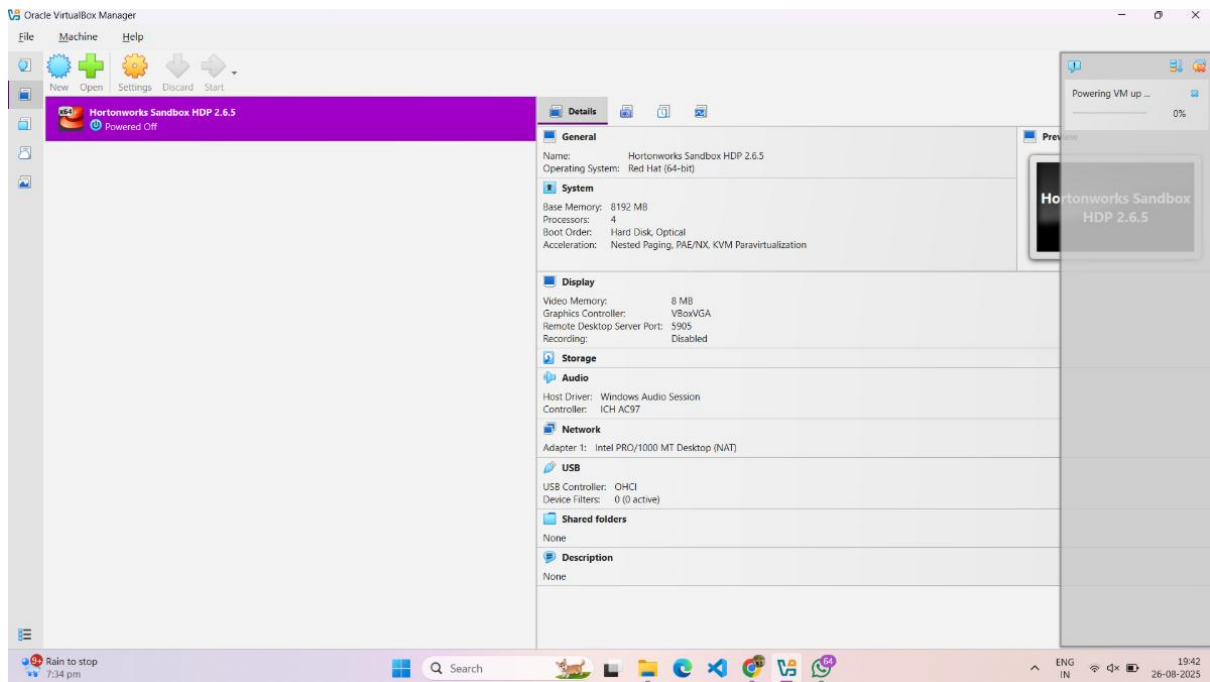 Oracle VirtualBox Manager
File Machine Help
New Open Settings Discard Start
Powering VM up ...
0%
x64
Hortonworks Sandbox HDP 2.6.5
Powered Off
Details
General
Name: Hortonworks Sandbox HDP 2.6.5
Operating System: Red Hat (64-bit)
System
Base Memory: 8192 MB
Processors: 4
Boot Order: Hard Disk, Optical
Acceleration: Nested Paging, PAE/NX, KVM Paravirtualization
Preview
Hortonworks Sandbox
HDP 2.6.5
Display
Video Memory: 8 MB
Graphics Controller: VBoxVGA
Remote Desktop Server Port: 5905
Recording: Disabled
Storage
Audio
Host Driver: Windows Audio Session
Controller: ICH AC97
Network
Adapter 1: Intel PRO/1000 MT Desktop (NAT)
USB
USB Controller: OHCI
Device Filters: 0 (0 active)
Shared folders
None
Description
None
9+
Rain to stop
7:34 pm
Search
64
ENG
IN
19:42
26-08-2025